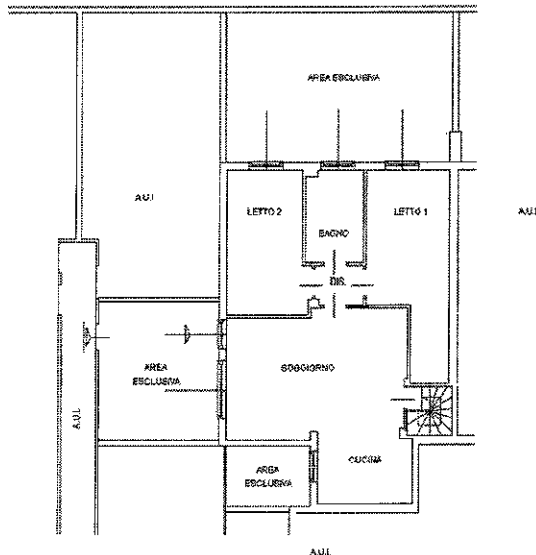 AREA ESCLUSIVA
A.U.I.
LETTO 2
BAGNO
LETTO 1
A.U.I.
DIS.
AREA
ESCLUSIVA
SOGGIORNO
A.U.I.
CUCINA
AREA
ESCLUSIVA
A.U.I.